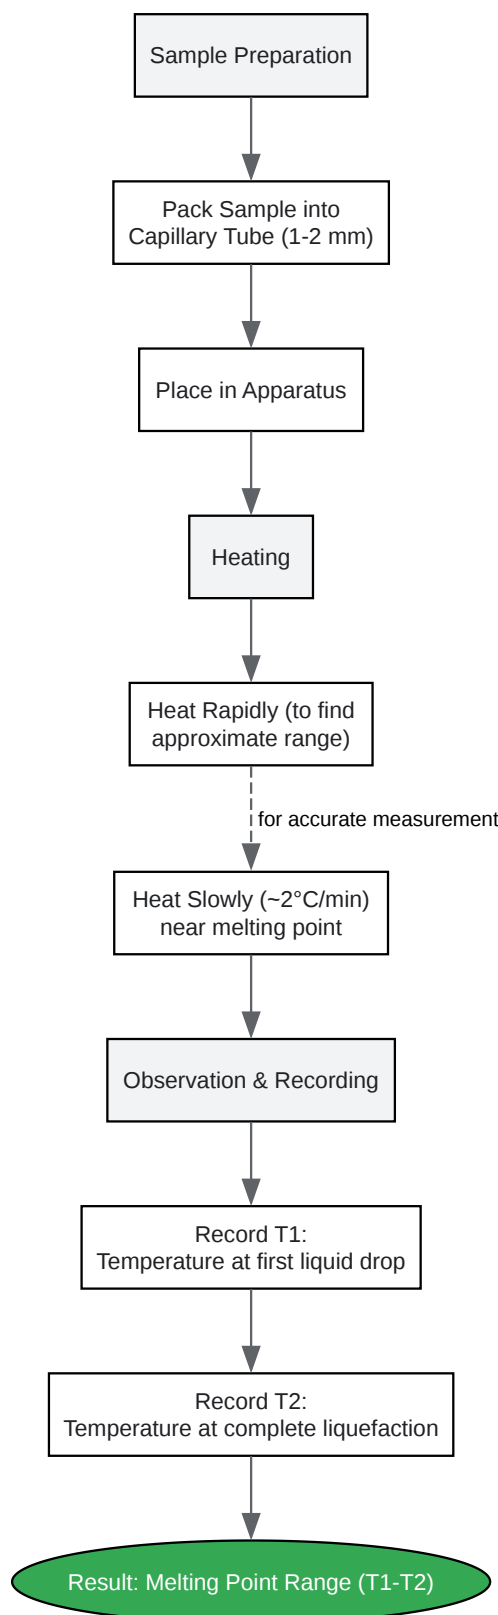 Sample Preparation
Pack Sample into
Capillary Tube (1-2 mm)
Place in Apparatus
Heating
Heat Rapidly (to find
approximate range)
for accurate measurement
Heat Slowly (~2°C/min)
near melting point
Observation & Recording
Record T1:
Temperature at first liquid drop
Record T2:
Temperature at complete liquefaction
Result: Melting Point Range (T1-T2)